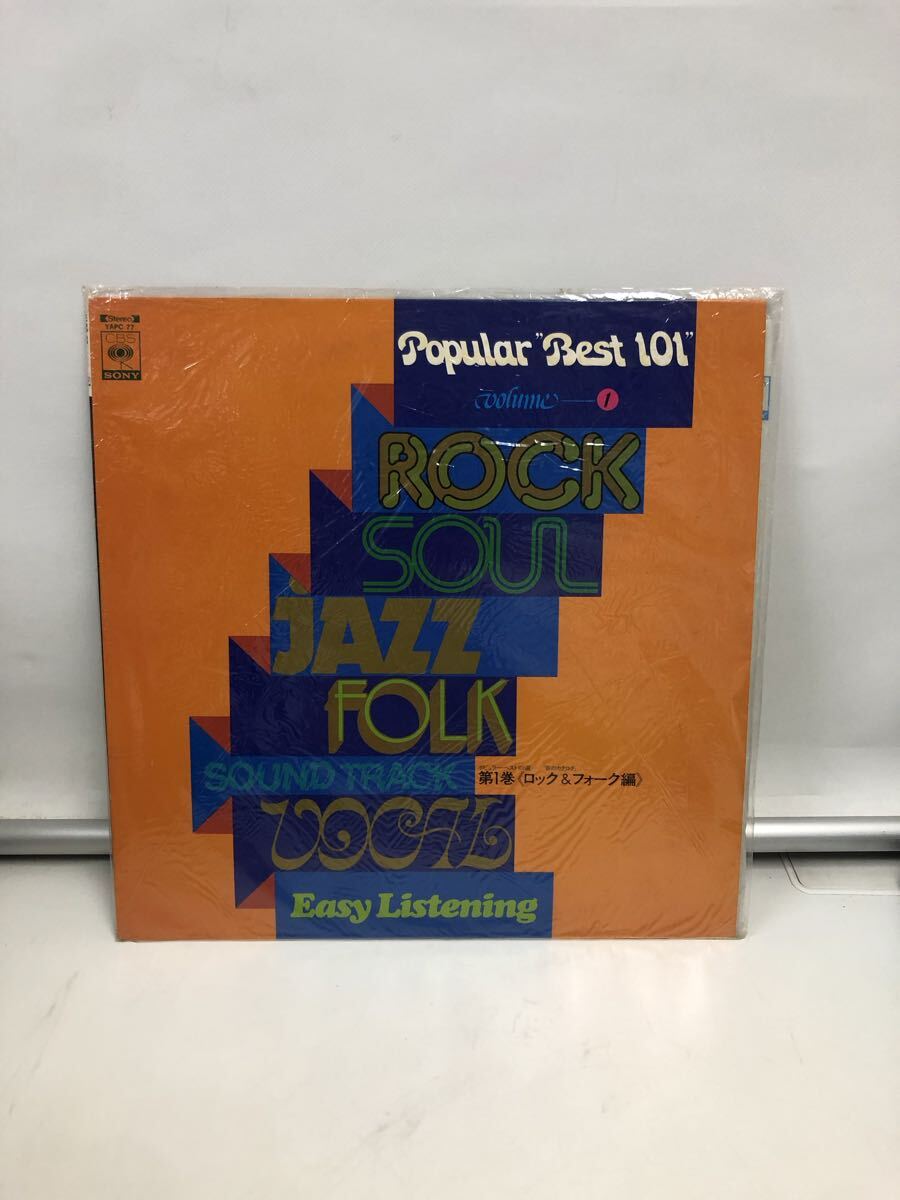 Stereo
YAPC 77
CBS
SONY
Popular "Best 101"
volume—1
ROCK
SOUL
JAZZ
FOLK
SOUND TRACK
第1巻《ロック&フォーク編》
VOCAL
Easy Listening